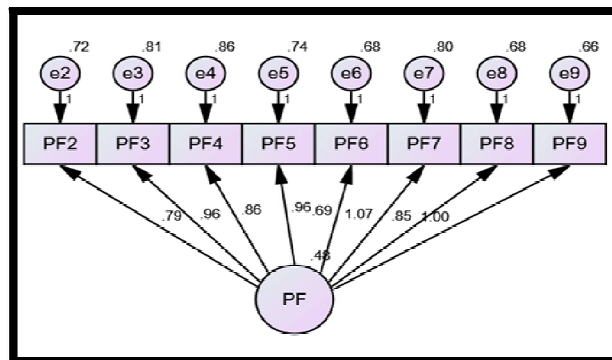 .72 .81 .86 .74 .68 .80 .68 .66
e2 e3 e4 e5 e6 e7 e8 e9
1 1 1 1 1 1 1 1
PF2 PF3 PF4 PF5 PF6 PF7 PF8 PF9
.79 .96 .86 .96 .69 1.07 .85 1.00
.48
PF